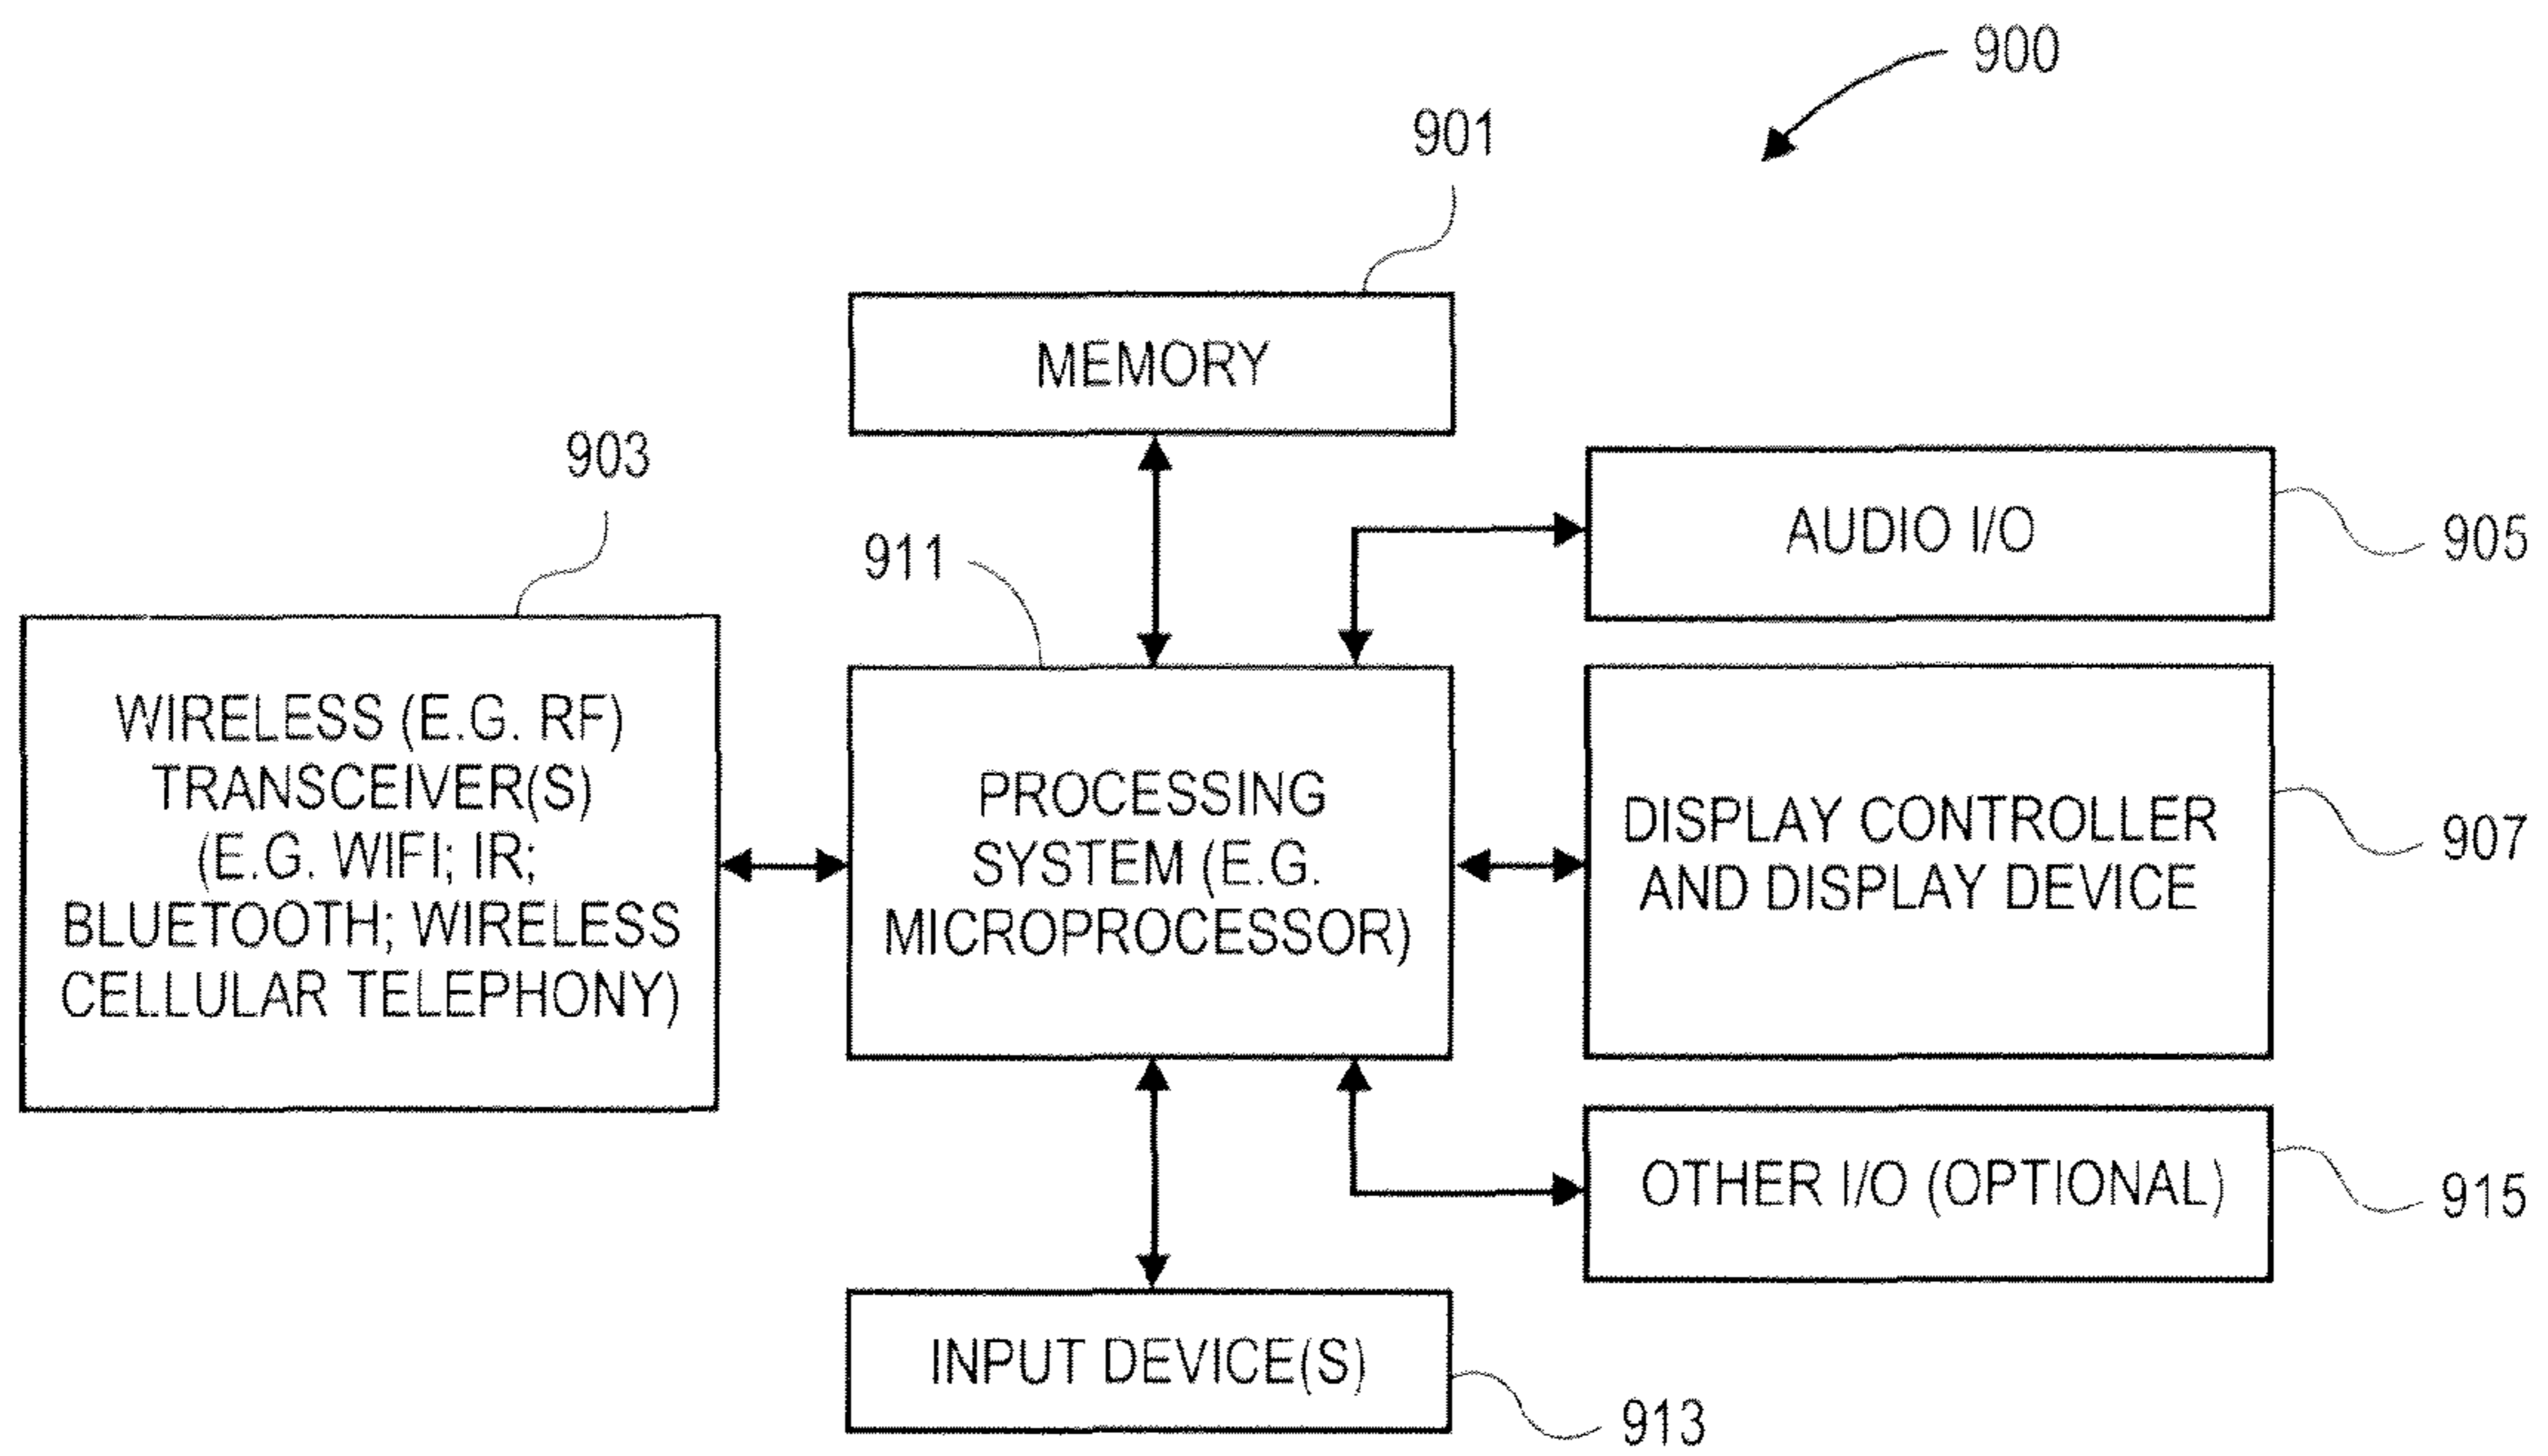 900
901
MEMORY
903
911
AUDIO I/O
905
WIRELESS (E.G. RF)
TRANSCEIVER(S)
(E.G. WIFI; IR;
BLUETOOTH; WIRELESS
CELLULAR TELEPHONY)
PROCESSING
SYSTEM (E.G.
MICROPROCESSOR)
DISPLAY CONTROLLER
AND DISPLAY DEVICE
907
OTHER I/O (OPTIONAL)
915
INPUT DEVICE(S)
913